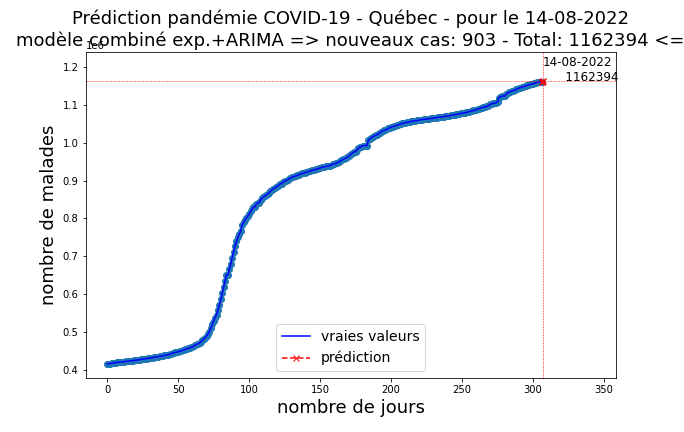 Prédiction pandémie COVID-19 - Québec - pour le 14-08-2022
modèle combiné exp.+ARIMA => nouveaux cas: 903 - Total: 1162394 <=
1e6
14-08-2022
1162394
1.2
1.1
1.0
0.9
0.8
0.7
0.6
0.5
0.4
nombre de malades
vraies valeurs
prédiction
0 50 100 150 200 250 300 350
nombre de jours